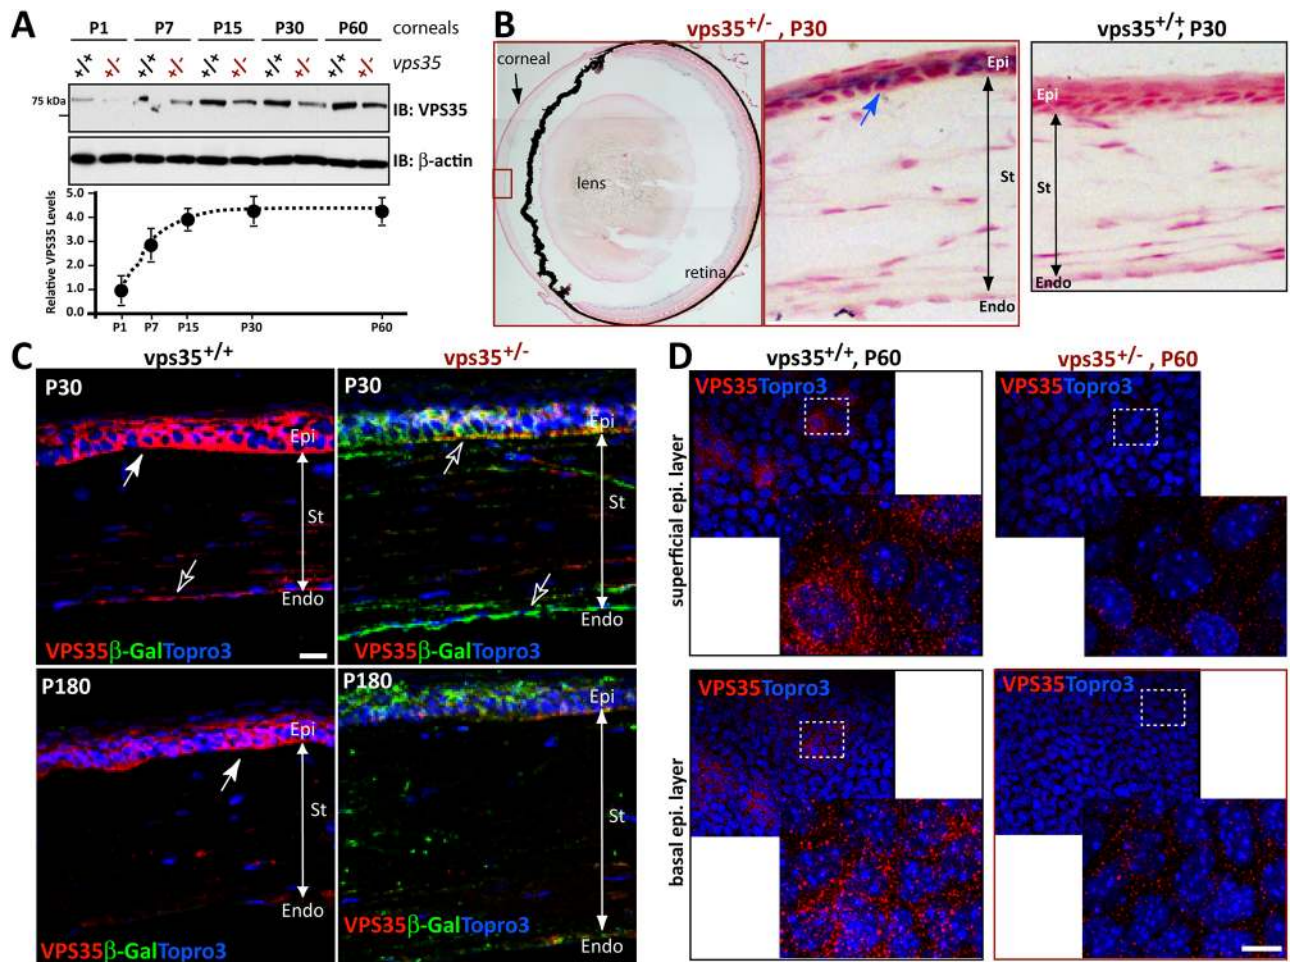 A
P1 P7 P15 P30 P60 corneals
+/+ +/- +/+ +/- +/+ +/- +/+ +/- +/+ +/- vps35
75 kDa
IB: VPS35
IB: β-actin
Relative VPS35 Levels
5.0
4.0
3.0
2.0
1.0
0.0
P1 P7 P15 P30 P60
B
vps35+/- , P30
vps35+/+, P30
corneal
lens
retina
Epi
St
Endo
Epi
St
Endo
C
vps35+/+
vps35+/-
P30
Epi
St
Endo
VPS35β-GalTopro3
P30
Epi
St
Endo
VPS35β-GalTopro3
P180
Epi
St
Endo
VPS35β-GalTopro3
P180
Epi
St
Endo
VPS35β-GalTopro3
D
vps35+/+, P60
vps35+/- , P60
superficial epi. layer
VPS35Topro3
VPS35Topro3
basal epi. layer
VPS35Topro3
VPS35Topro3